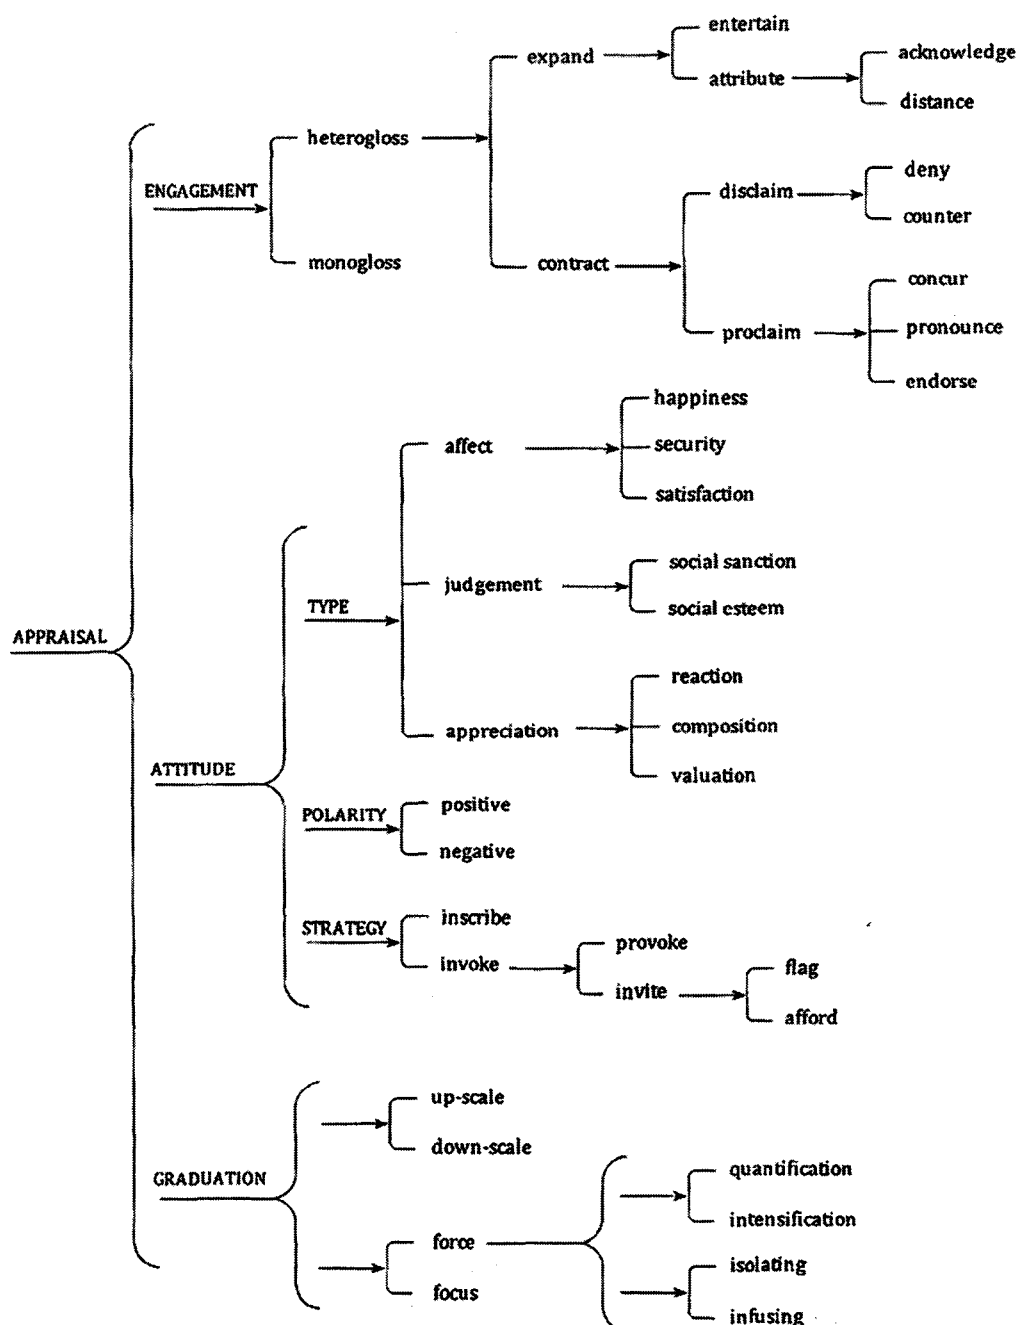 entertain
expand
acknowledge
attribute
distance
heterogloss
deny
disclaim
ENGAGEMENT
counter
monogloss
contract
concur
pronounce
proclaim
endorse
happiness
affect
security
satisfaction
social sanction
judgement
TYPE
social esteem
APPRAISAL
reaction
composition
appreciation
ATTITUDE
valuation
positive
POLARITY
negative
inscribe
STRATEGY
provoke
invoke
flag
invite
afford
up-scale
down-scale
quantification
GRADUATION
intensification
force
isolating
focus
infusing